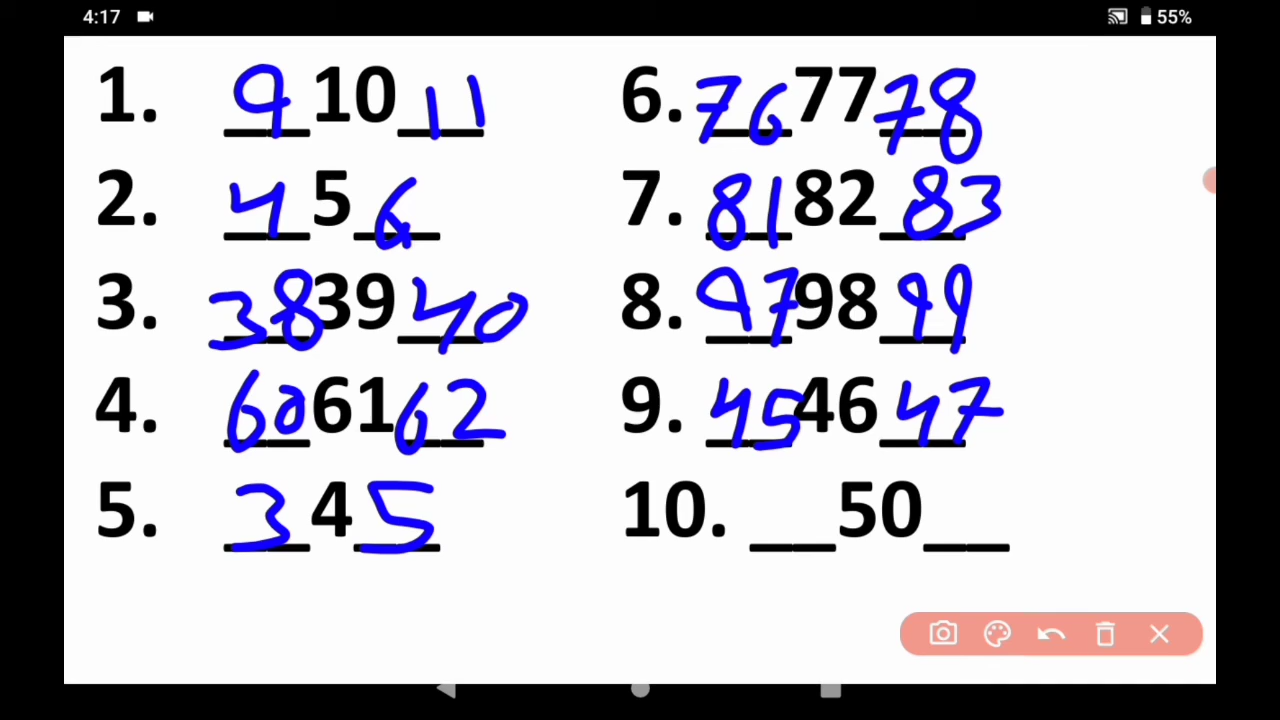 4:17 55%
1. 9 10 11
2. 4 5 6
3. 38 39 40
4. 60 61 62
5. 3 4 5
6. 76 77 78
7. 81 82 83
8. 97 98 99
9. 45 46 47
10. __50__